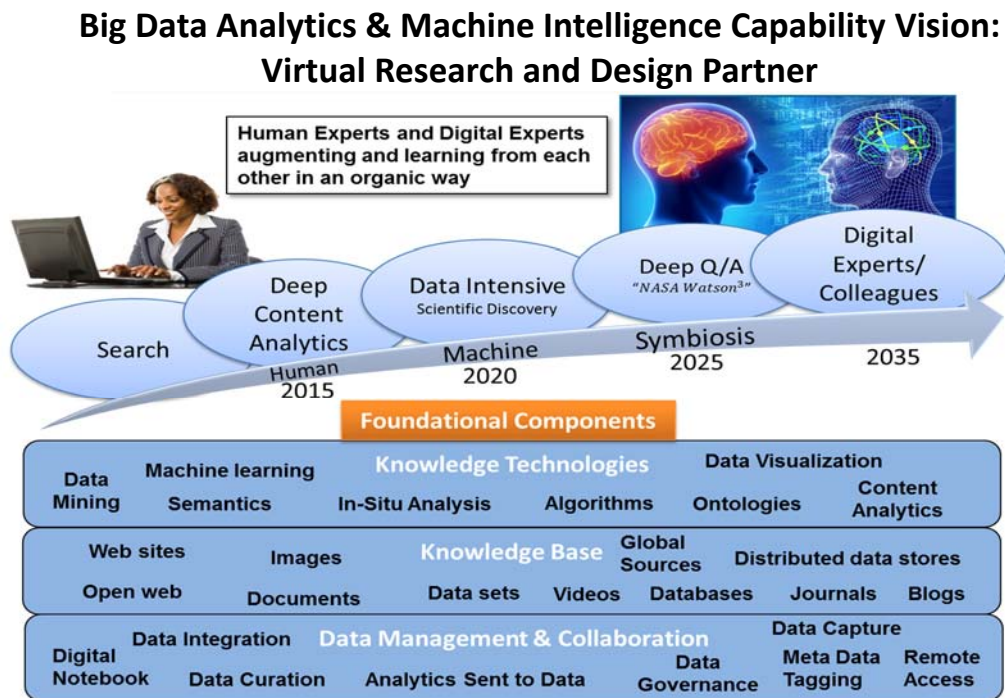 Big Data Analytics & Machine Intelligence Capability Vision:
Virtual Research and Design Partner
Human Experts and Digital Experts
augmenting and learning from each
other in an organic way
Search
Deep
Content
Analytics
Data Intensive
Scientific Discovery
Deep Q/A
"NASA Watson³"
Digital
Experts/
Colleagues
Human
Machine
Symbiosis
2015
2020
2025
2035
Foundational Components
Knowledge Technologies
Data
Mining
Machine learning
Semantics
In-Situ Analysis
Algorithms
Data Visualization
Ontologies
Content
Analytics
Knowledge Base
Web sites
Images
Global
Sources
Distributed data stores
Open web
Documents
Data sets
Videos
Databases
Journals
Blogs
Data Management & Collaboration
Data Integration
Data Capture
Digital
Notebook
Data Curation
Analytics Sent to Data
Data
Governance
Meta Data
Tagging
Remote
Access